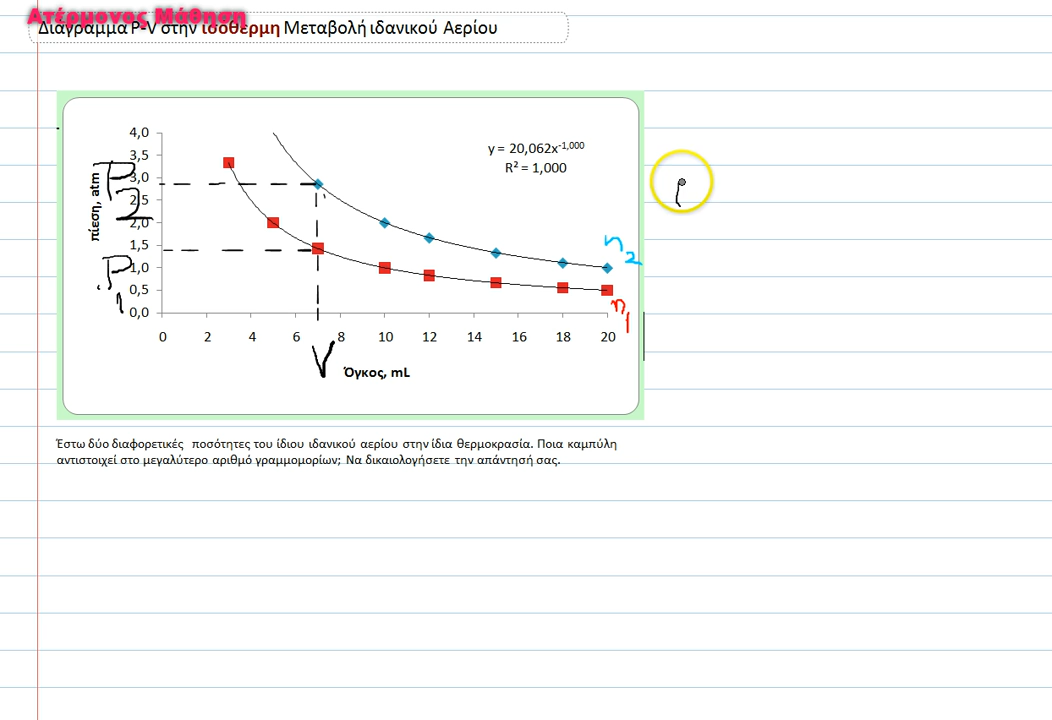 Ατέρμονος Μάθηση
Διάγραμμα P-V στην ισόθερμη Μεταβολή ιδανικού Αερίου
4,0
3,5
3,0
2,5
2,0
1,5
1,0
0,5
0,0
πίεση, atm
P2
P1
y = 20,062x^-1,000
R² = 1,000
n2
n1
0 2 4 6 8 10 12 14 16 18 20
V
Όγκος, mL
Έστω δύο διαφορετικές ποσότητες του ίδιου ιδανικού αερίου στην ίδια θερμοκρασία. Ποια καμπύλη
αντιστοιχεί στο μεγαλύτερο αριθμό γραμμομορίων; Να δικαιολογήσετε την απάντησή σας.